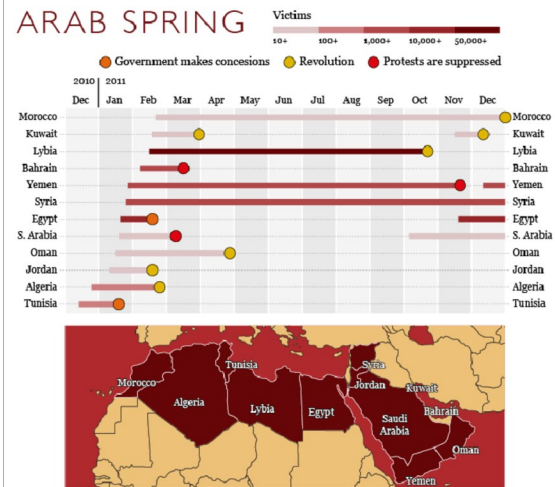 ARAB SPRING
Victims
10+ 100+ 1,000+ 10,000+ 50,000+
Government makes concesions Revolution Protests are suppressed
2010 2011
Dec Jan Feb Mar Apr May Jun Jul Aug Sep Oct Nov Dec
Morocco Morocco
Kuwait Kuwait
Lybia Lybia
Bahrain Bahrain
Yemen Yemen
Syria Syria
Egypt Egypt
S. Arabia S. Arabia
Oman Oman
Jordan Jordan
Algeria Algeria
Tunisia Tunisia
Tunisia Syria
Morocco Jordan Kuwait
Algeria Lybia Egypt Bahrain
Saudi
Arabia
Oman
Yemen